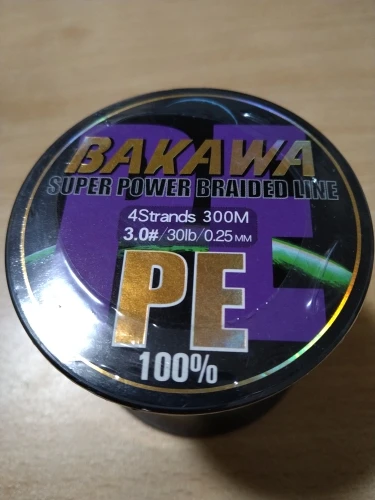 BAKAWA
SUPER POWER BRAIDED LINE
4Strands 300M
3.0#/30lb/0.25MM
PE
100%